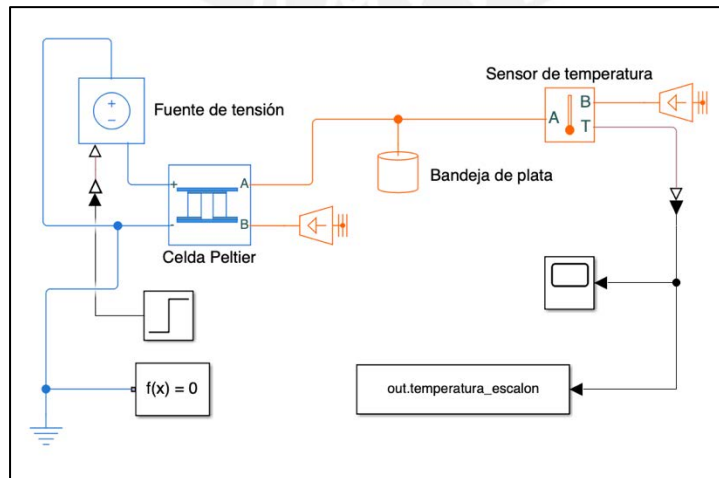 Sensor de temperatura
Fuente de tensión
B
A
T
+
A
Bandeja de plata
-
B
Celda Peltier
f(x) = 0
out.temperatura_escalon